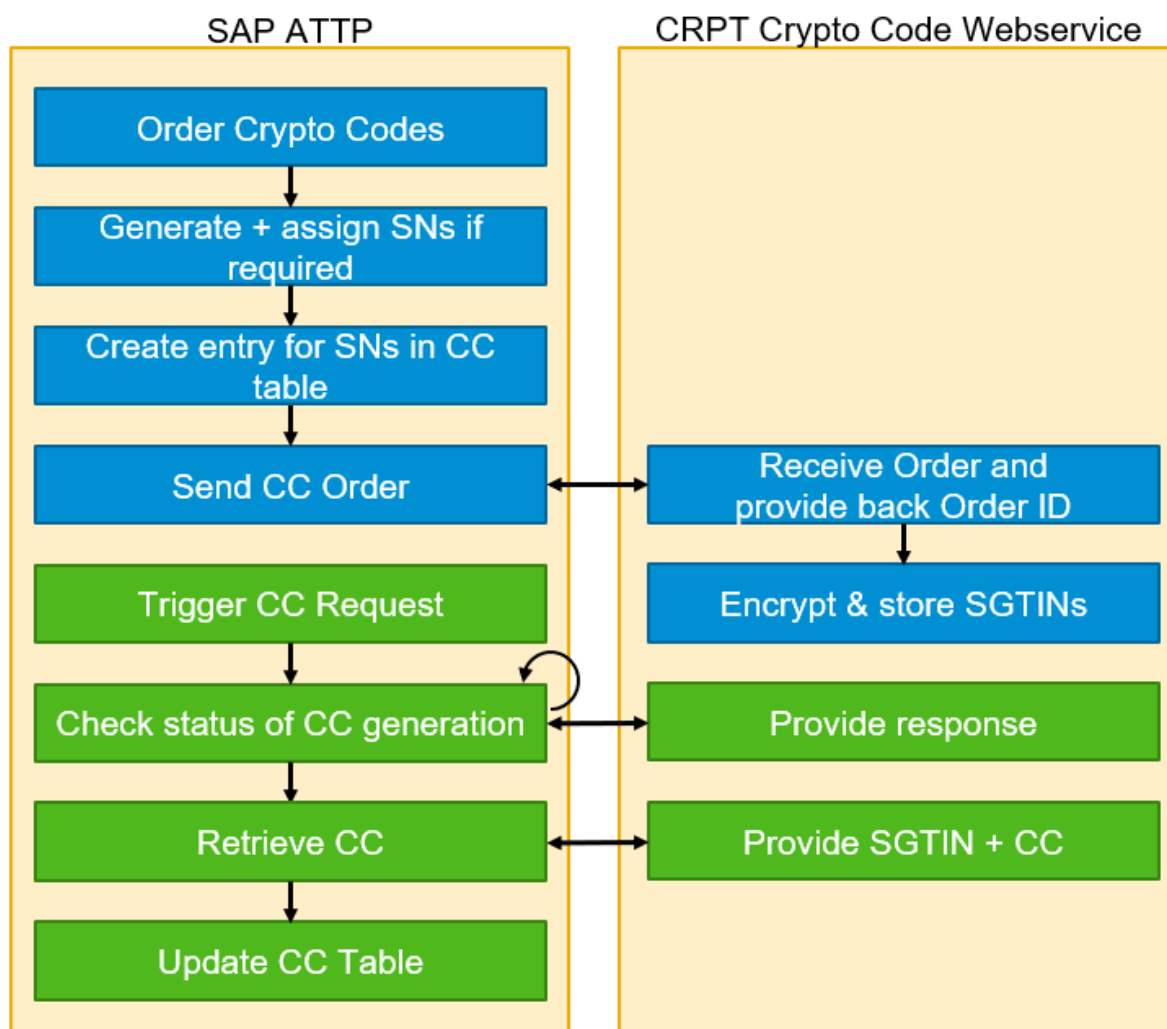 SAP ATTP
CRPT Crypto Code Webservice
Order Crypto Codes
Generate + assign SNs if
required
Create entry for SNs in CC
table
Send CC Order
Receive Order and
provide back Order ID
Trigger CC Request
Encrypt & store SGTINs
Check status of CC generation
Provide response
Retrieve CC
Provide SGTIN + CC
Update CC Table